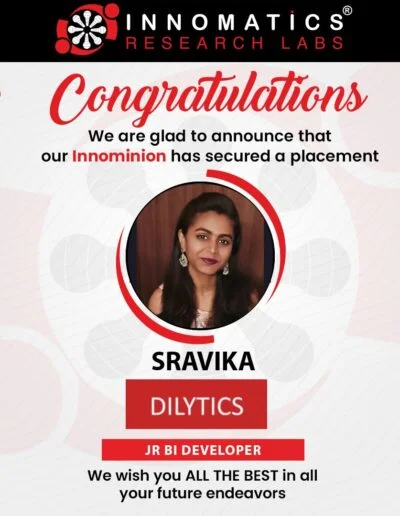 INNOMATICS®
RESEARCH LABS
Congratulations
We are glad to announce that
our Innominion has secured a placement
SRAVIKA
DILYTICS
JR BI DEVELOPER
We wish you ALL THE BEST in all
your future endeavors